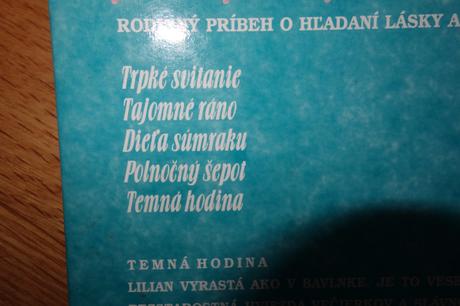 RODINNÝ PRÍBEH O HĽADANÍ LÁSKY A
Trpké svitanie
Tajomné ráno
Dieťa súmraku
Polnočný šepot
Temná hodina
TEMNÁ HODINA
LILIAN VYRASTÁ AKO V BAVLNKE. JE TO